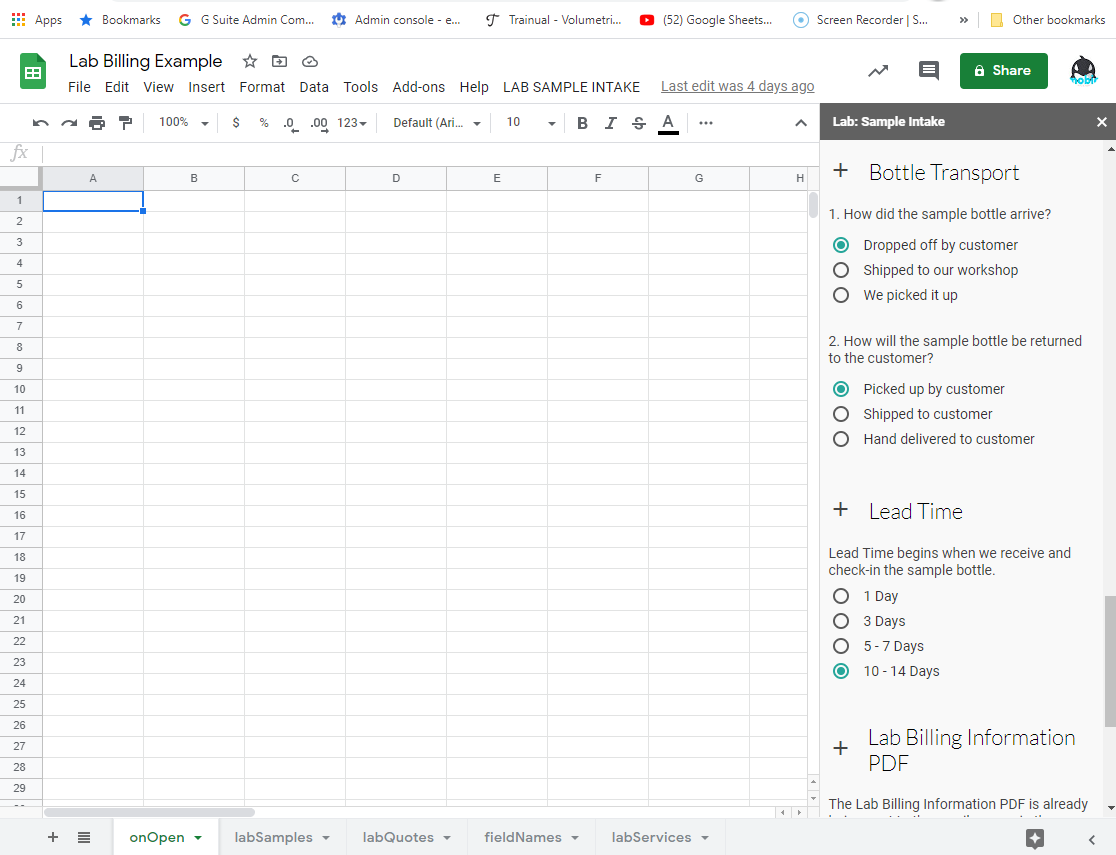 Apps
Bookmarks
G Suite Admin Com...
Admin console - e...
Trainual - Volumetri...
(52) Google Sheets...
Screen Recorder | S...
»
Other bookmarks
Lab Billing Example
File Edit View Insert Format Data Tools Add-ons Help LAB SAMPLE INTAKE Last edit was 4 days ago
Share
100% $ % .0 .00 123 Default (Ari... 10 B I S A
Lab: Sample Intake
fx
A B C D E F G H
1
2
3
4
5
6
7
8
9
10
11
12
13
14
15
16
17
18
19
20
21
22
23
24
25
26
27
28
29
Bottle Transport
1. How did the sample bottle arrive?
Dropped off by customer
Shipped to our workshop
We picked it up
2. How will the sample bottle be returned
to the customer?
Picked up by customer
Shipped to customer
Hand delivered to customer
Lead Time
Lead Time begins when we receive and
check-in the sample bottle.
1 Day
3 Days
5 - 7 Days
10 - 14 Days
Lab Billing Information
PDF
The Lab Billing Information PDF is already
onOpen labSamples labQuotes fieldNames labServices